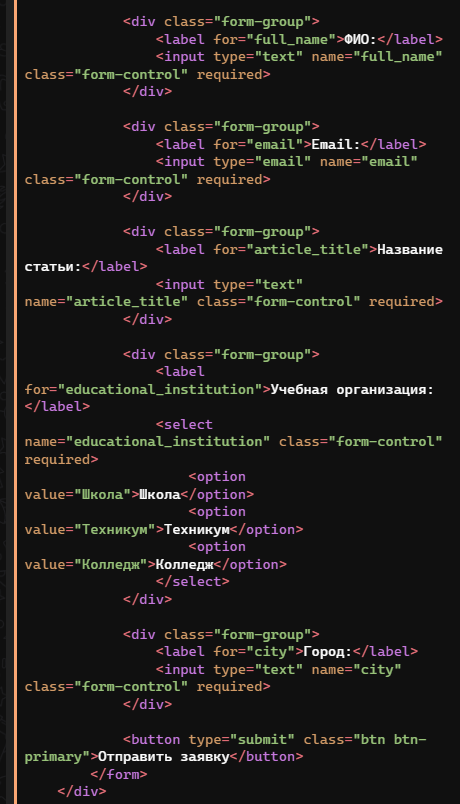 <div class="form-group">
<label for="full_name">ФИО:</label>
<input type="text" name="full_name"
class="form-control" required>
</div>
<div class="form-group">
<label for="email">Email:</label>
<input type="email" name="email"
class="form-control" required>
</div>
<div class="form-group">
<label for="article_title">Название
статьи:</label>
<input type="text"
name="article_title" class="form-control" required>
</div>
<div class="form-group">
<label
for="educational_institution">Учебная организация:
</label>
<select
name="educational_institution" class="form-control"
required>
<option
value="Школа">Школа</option>
<option
value="Техникум">Техникум</option>
<option
value="Колледж">Колледж</option>
</select>
</div>
<div class="form-group">
<label for="city">Город:</label>
<input type="text" name="city"
class="form-control" required>
</div>
<button type="submit" class="btn btn-
primary">Отправить заявку</button>
</form>
</div>